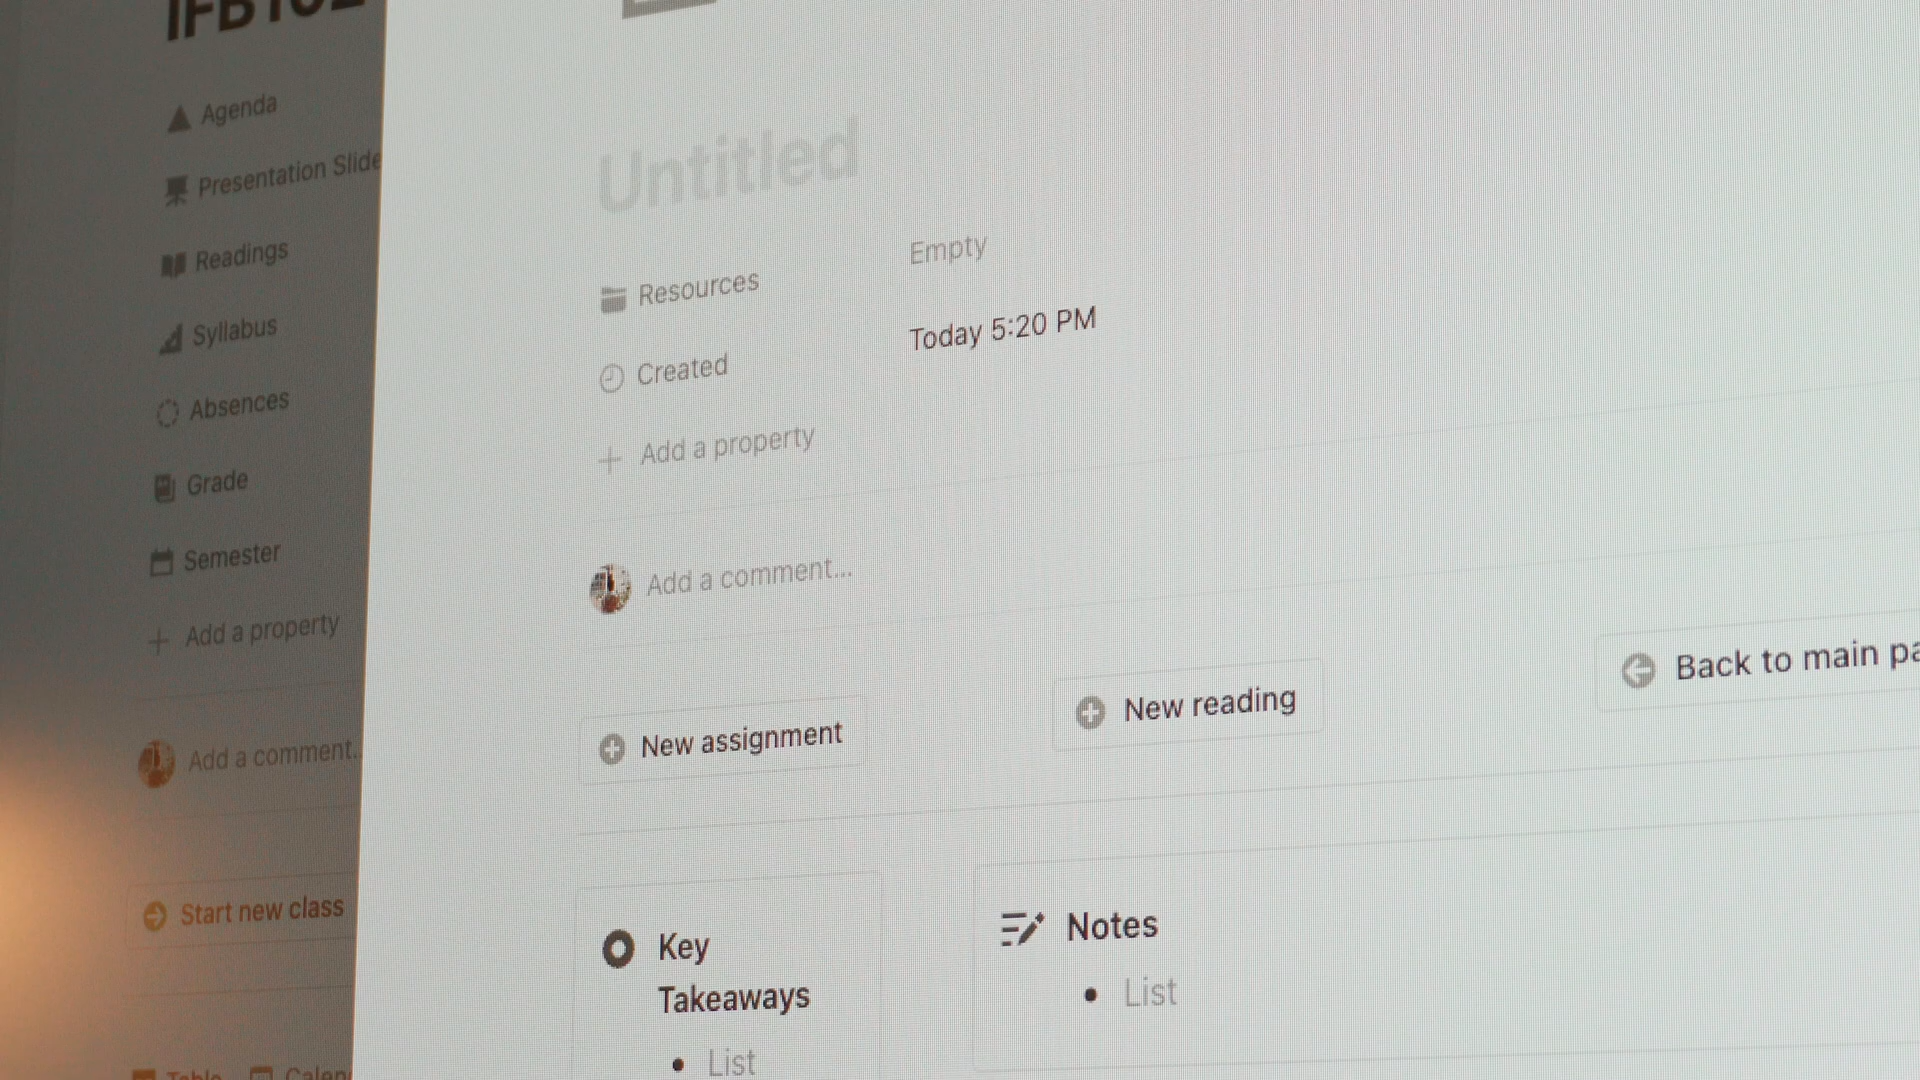 Agenda
Presentation Slide
Readings
Syllabus
Absences
Grade
Semester
Add a property
Add a comment...
Start new class
Table
Untitled
Resources
Empty
Created
Today 5:20 PM
Add a property
Add a comment...
New assignment
New reading
Back to main pa
Key
Takeaways
• List
Notes
• List